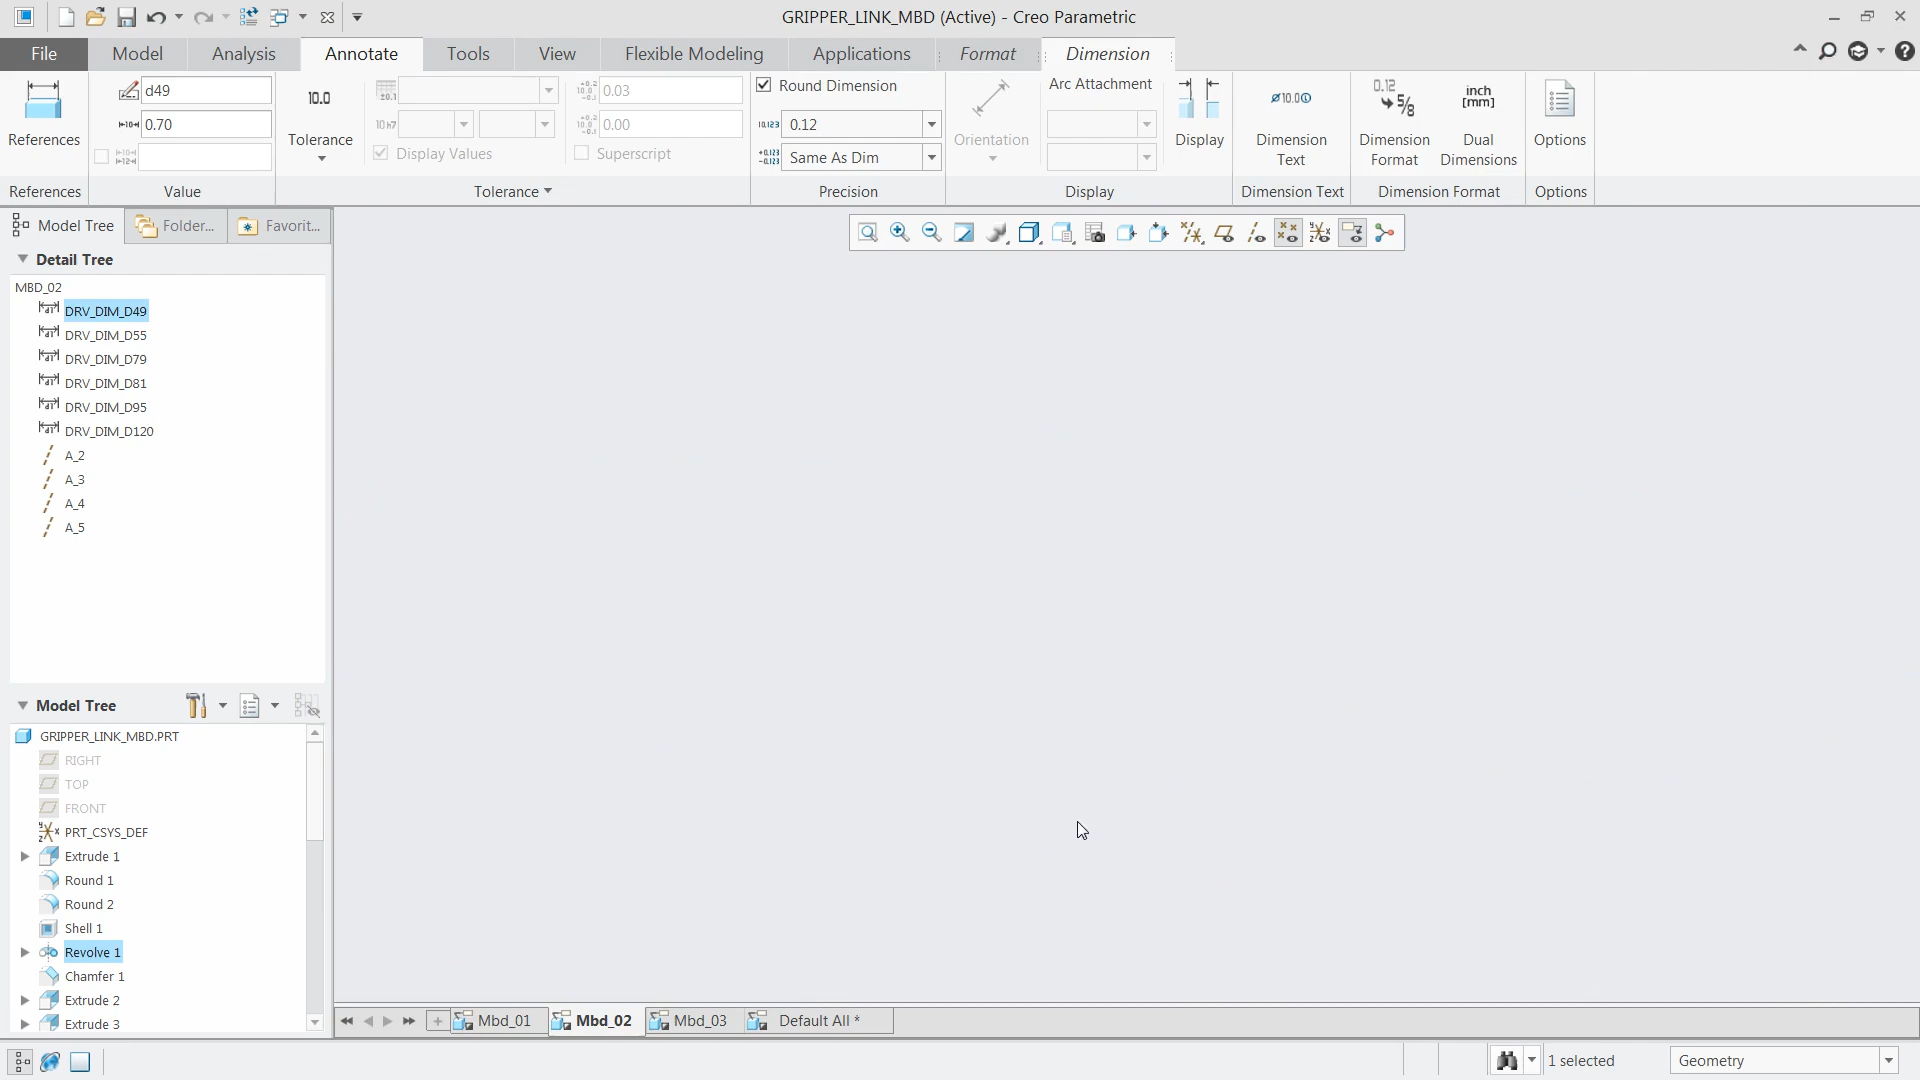 GRIPPER_LINK_MBD (Active) - Creo Parametric
File Model Analysis Annotate Tools View Flexible Modeling Applications Format Dimension
References
d49
0.70
10.0
Tolerance
0.03
0.00
Display Values
Superscript
Round Dimension
0.12
Same As Dim
Orientation
Arc Attachment
Display
Dimension Text
Dimension Format
inch
[mm]
Dual Dimensions
Options
References Value Tolerance Precision Display Dimension Text Dimension Format Options
Model Tree Folder... Favorit...
Detail Tree
MBD_02
DRV_DIM_D49
DRV_DIM_D55
DRV_DIM_D79
DRV_DIM_D81
DRV_DIM_D95
DRV_DIM_D120
A_2
A_3
A_4
A_5
Model Tree
GRIPPER_LINK_MBD.PRT
RIGHT
TOP
FRONT
PRT_CSYS_DEF
Extrude 1
Round 1
Round 2
Shell 1
Revolve 1
Chamfer 1
Extrude 2
Extrude 3
Mbd_01 Mbd_02 Mbd_03 Default All *
1 selected
Geometry